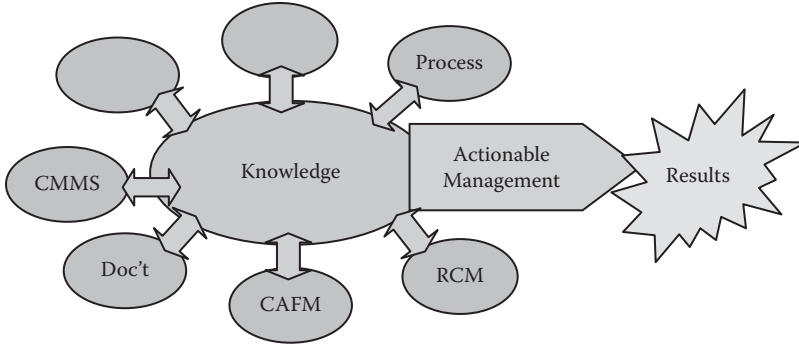 Process
Knowledge
Actionable
Management
Results
CMMS
Doc't
CAFM
RCM